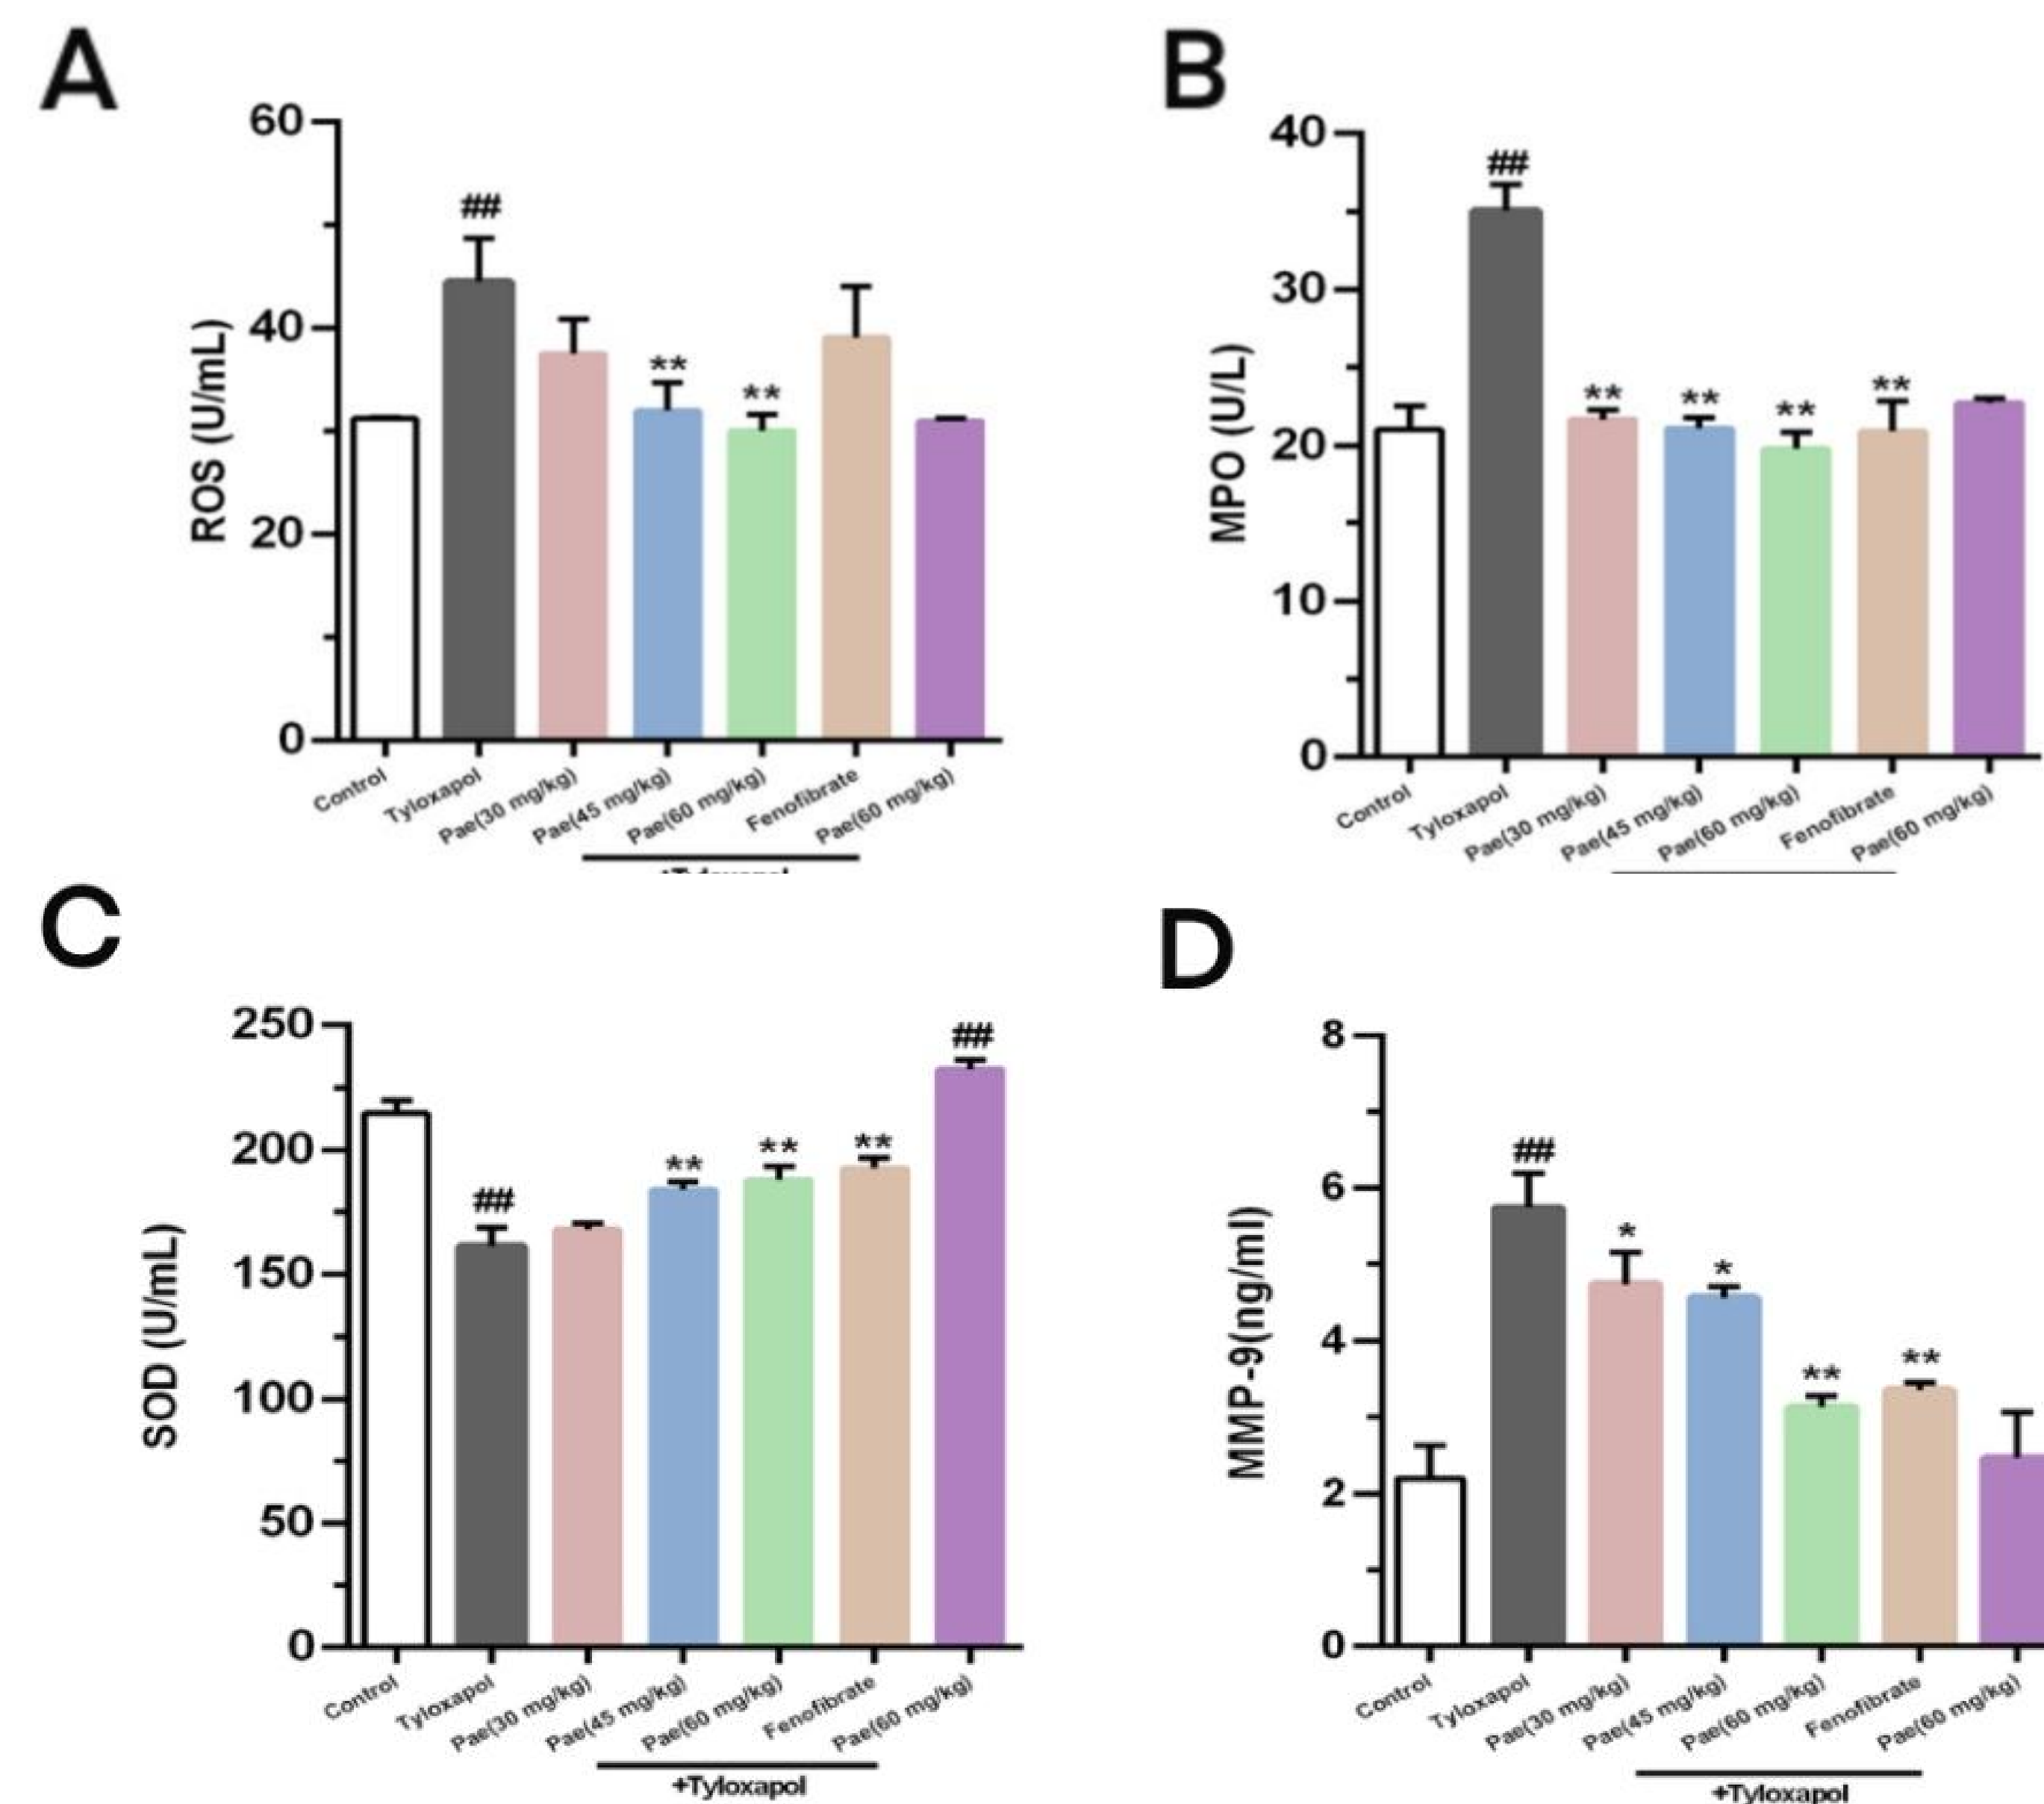 A
60
40
20
0
ROS (U/mL)
##
**
**
Control
Tyloxapol
Pae(30 mg/kg)
Pae(45 mg/kg)
Pae(60 mg/kg)
Fenofibrate
Pae(60 mg/kg)
B
40
30
20
10
0
MPO (U/L)
##
**
**
**
**
Control
Tyloxapol
Pae(30 mg/kg)
Pae(45 mg/kg)
Pae(60 mg/kg)
Fenofibrate
Pae(60 mg/kg)
C
250
200
150
100
50
0
SOD (U/mL)
##
**
**
**
##
Control
Tyloxapol
Pae(30 mg/kg)
Pae(45 mg/kg)
Pae(60 mg/kg)
Fenofibrate
Pae(60 mg/kg)
+Tyloxapol
D
8
6
4
2
0
MMP-9(ng/ml)
##
*
*
**
**
Control
Tyloxapol
Pae(30 mg/kg)
Pae(45 mg/kg)
Pae(60 mg/kg)
Fenofibrate
Pae(60 mg/kg)
+Tyloxapol